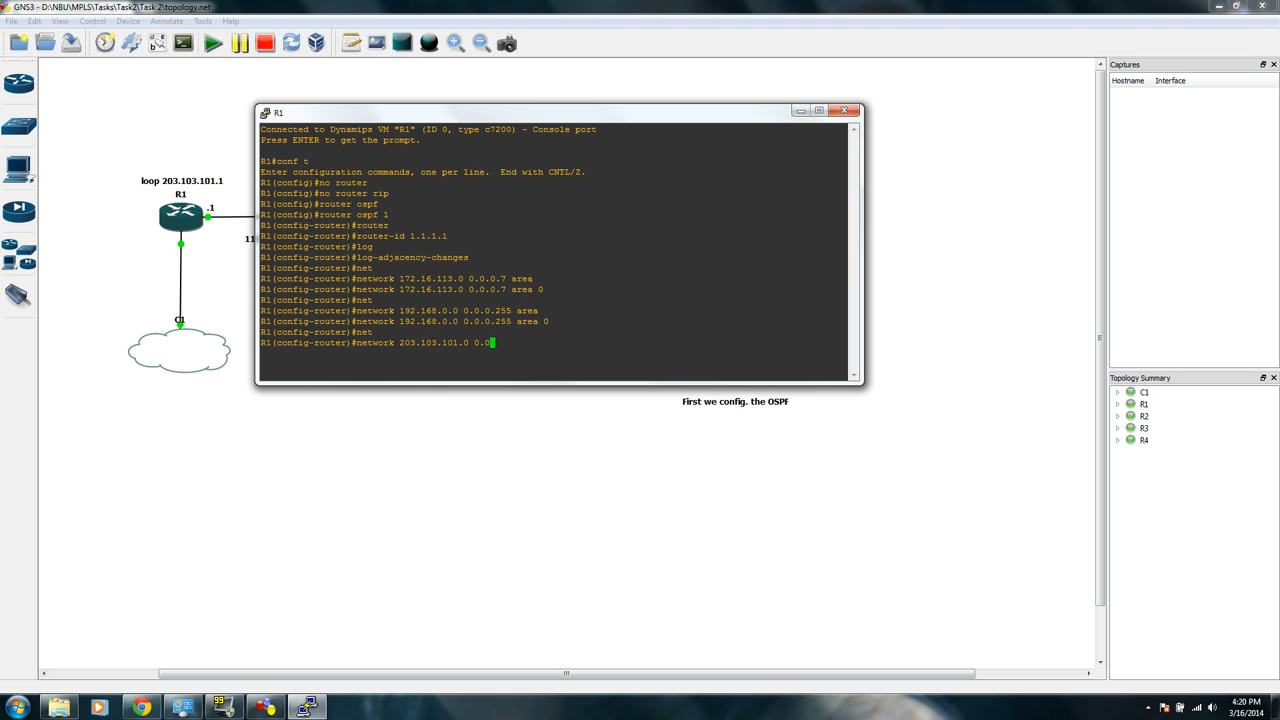 GNS3 - D:\NBU\MPLS\Tasks\Task2\Task 2\topology.net
File Edit View Control Device Annotate Tools Help
Captures
Hostname Interface
loop 203.103.101.1
R1
.1
11
C1
R1
Connected to Dynamips VM "R1" (ID 0, type c7200) - Console port
Press ENTER to get the prompt.
R1#conf t
Enter configuration commands, one per line.  End with CNTL/Z.
R1(config)#no router
R1(config)#no router rip
R1(config)#router ospf
R1(config)#router ospf 1
R1(config-router)#router
R1(config-router)#router-id 1.1.1.1
R1(config-router)#log
R1(config-router)#log-adjacency-changes
R1(config-router)#net
R1(config-router)#network 172.16.113.0 0.0.0.7 area
R1(config-router)#network 172.16.113.0 0.0.0.7 area 0
R1(config-router)#net
R1(config-router)#network 192.168.0.0 0.0.0.255 area
R1(config-router)#network 192.168.0.0 0.0.0.255 area 0
R1(config-router)#net
R1(config-router)#network 203.103.101.0 0.0
First we config. the OSPF
Topology Summary
C1
R1
R2
R3
R4
99
4:20 PM
3/16/2014